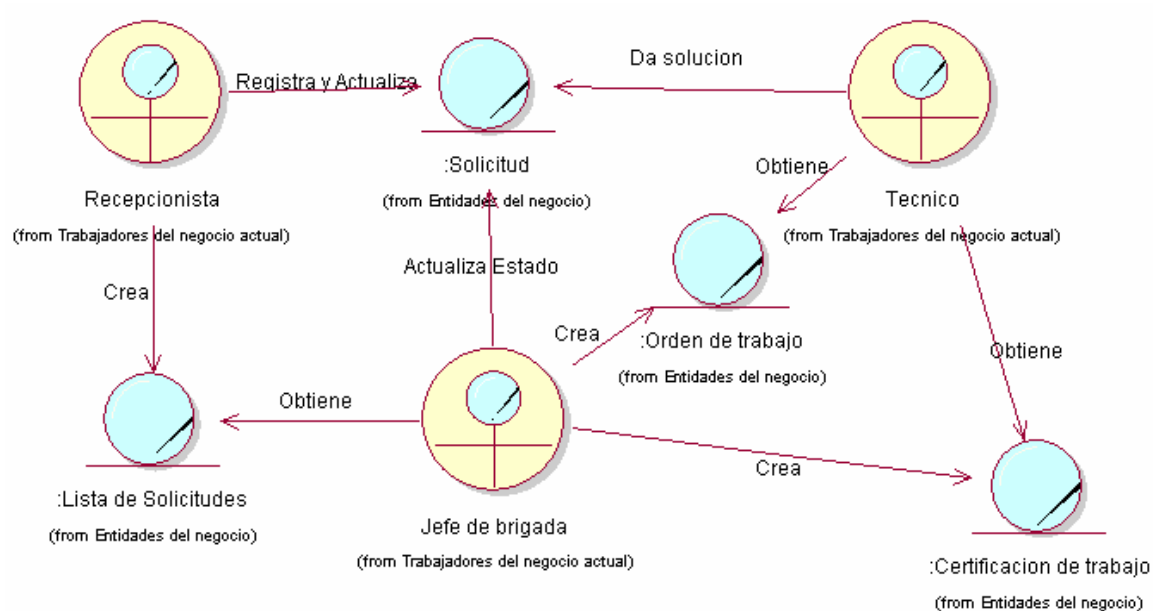 Da solucion
Registra y Actualiza
:Solicitud
Obtiene
Recepcionista
(from Entidades del negocio)
Tecnico
(from Trabajadores del negocio actual)
(from Trabajadores del negocio actual)
Actualiza Estado
Crea
Crea
:Orden de trabajo
Obtiene
(from Entidades del negocio)
Obtiene
Crea
:Lista de Solicitudes
Jefe de brigada
(from Entidades del negocio)
(from Trabajadores del negocio actual)
:Certificacion de trabajo
(from Entidades del negocio)